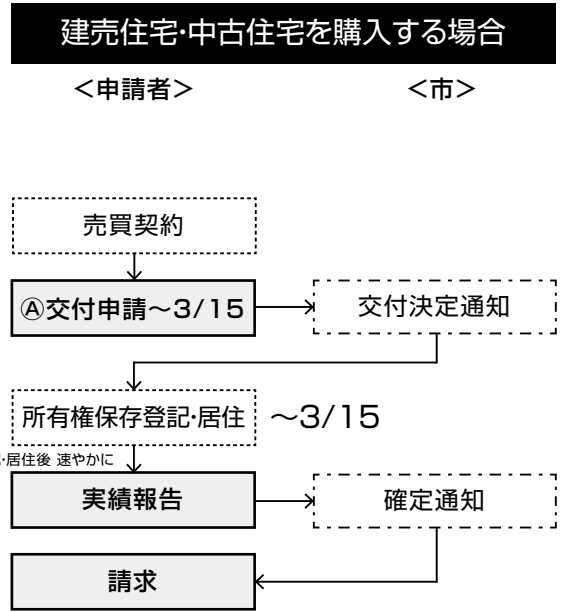 建売住宅・中古住宅を購入する場合
＜申請者＞ ＜市＞
売買契約
Ⓐ交付申請～3/15 交付決定通知
所有権保存登記・居住 ～3/15
・居住後 速やかに
実績報告 確定通知
請求